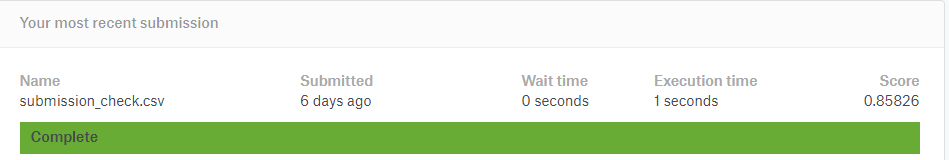 Your most recent submission
Name Submitted Wait time Execution time Score
submission_check.csv 6 days ago 0 seconds 1 seconds 0.85826
Complete